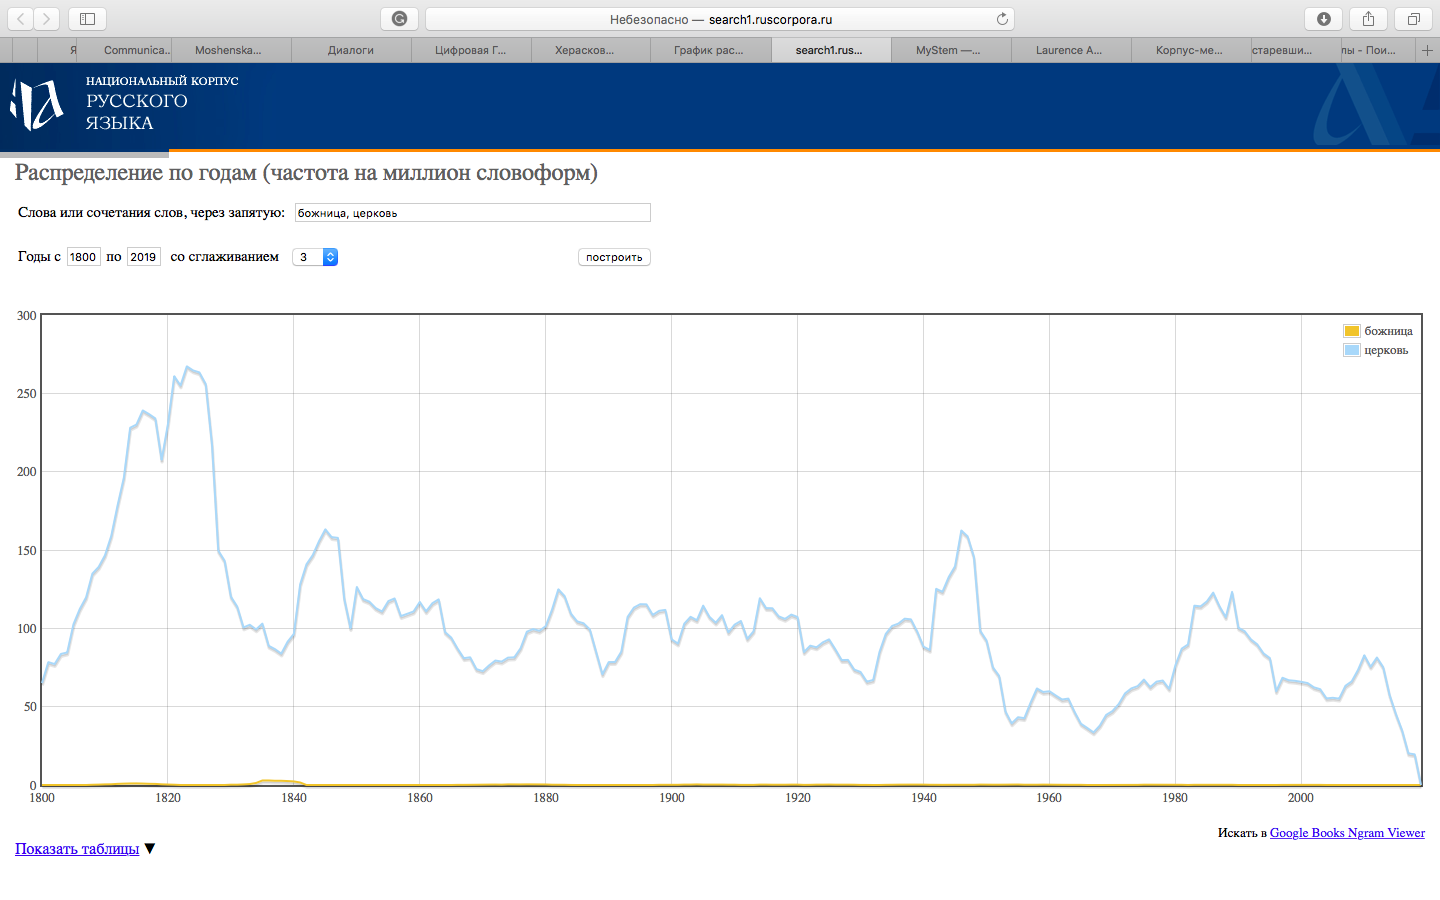 Небезопасно — search1.ruscorpora.ru
Я
Communica...
Moshenska...
Диалоги
Цифровая Г...
Херасков...
График рас...
search1.rus...
MyStem —...
Laurence A...
Корпус-ме...
старевши...
лы - Пои...
НАЦИОНАЛЬНЫЙ КОРПУС
РУССКОГО
ЯЗЫКА
Распределение по годам (частота на миллион словоформ)
Слова или сочетания слов, через запятую: божница, церковь
Годы с 1800 по 2019 со сглаживанием 3 построить
300
250
200
150
100
50
0
божница
церковь
1800 1820 1840 1860 1880 1900 1920 1940 1960 1980 2000
Искать в Google Books Ngram Viewer
Показать таблицы ▼